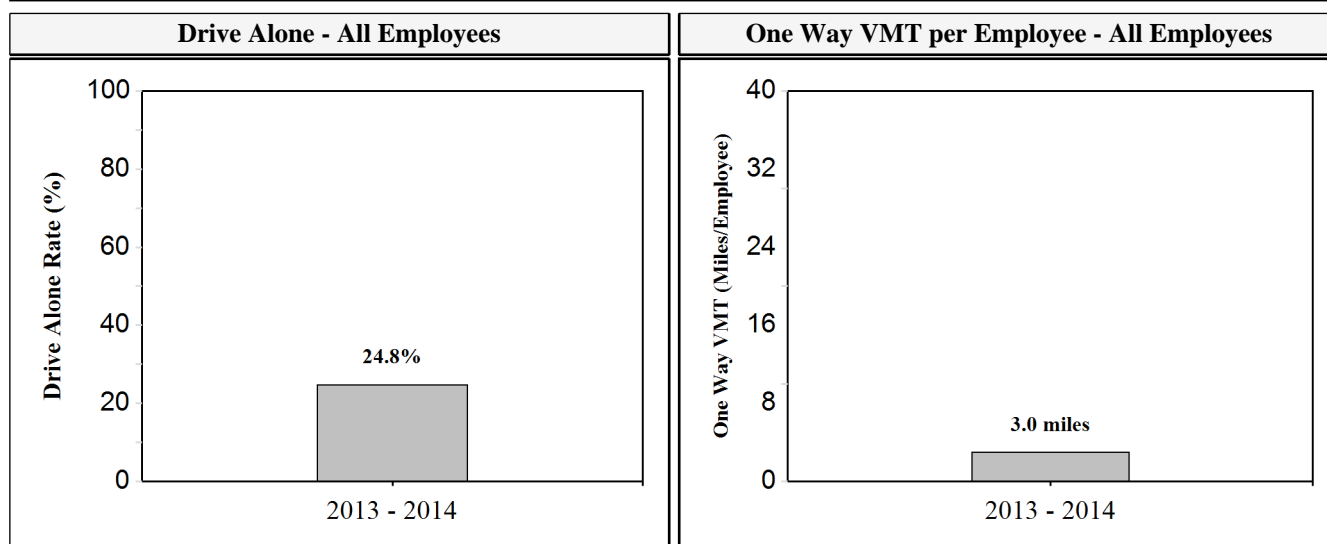 Drive Alone - All Employees
One Way VMT per Employee - All Employees
Drive Alone Rate (%)
100
80
60
40
20
0
24.8%
2013 - 2014
One Way VMT (Miles/Employee)
40
32
24
16
8
0
3.0 miles
2013 - 2014